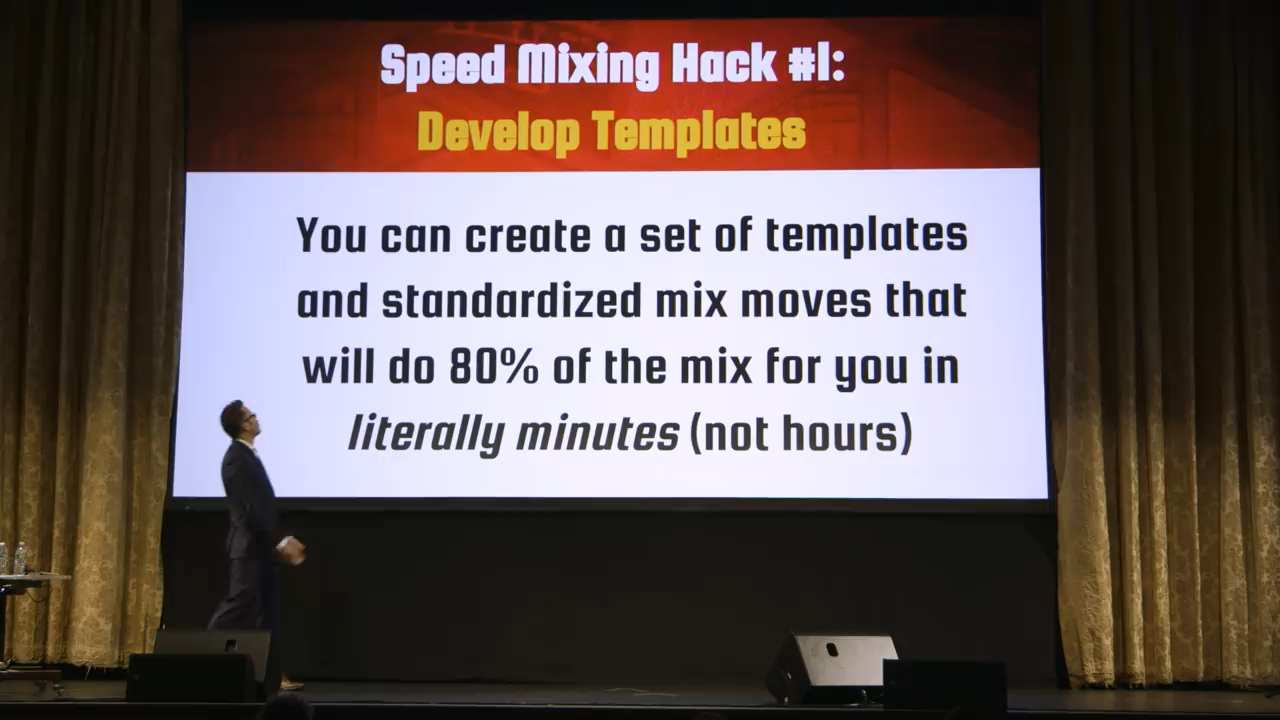 Speed Mixing Hack #1:
Develop Templates
You can create a set of templates
and standardized mix moves that
will do 80% of the mix for you in
literally minutes (not hours)